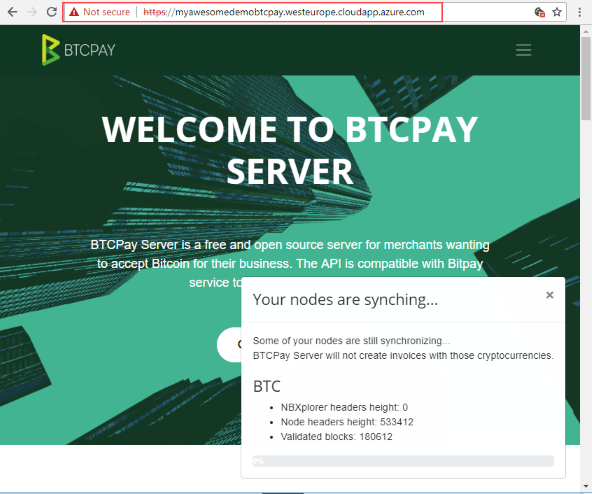 Not secure | https://myawesomedemobtcpay.westeurope.cloudapp.azure.com
BTCPAY
WELCOME TO BTCPAY
SERVER
BTCPay Server is a free and open source server for merchants wanting
to accept Bitcoin for their business. The API is compatible with Bitpay
service to
Your nodes are synching...
×
Some of your nodes are still synchronizing...
BTCPay Server will not create invoices with those cryptocurrencies.
BTC
• NBXplorer headers height: 0
• Node headers height: 533412
• Validated blocks: 180612
0%